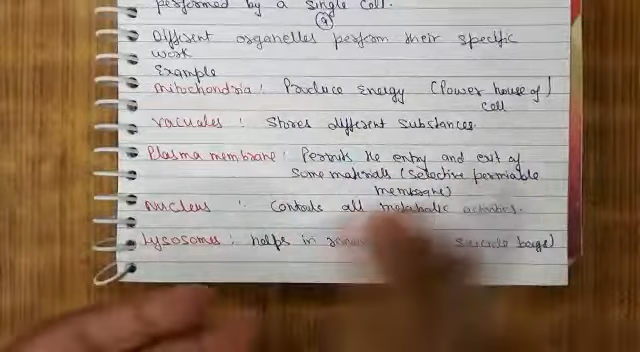 performed by a single cell.
9
Different organelles perform their specific
work
Example
Mitochondria : Produce Energy (Power house of)
cell
Vacuoles : Stores different substances.
Plasma membrane : Permits the entry and exit of
some materials (selective permiable
membrane)
Nucleus : Controls all metabolic activities.
Lysosomes : helps in suicide bags)